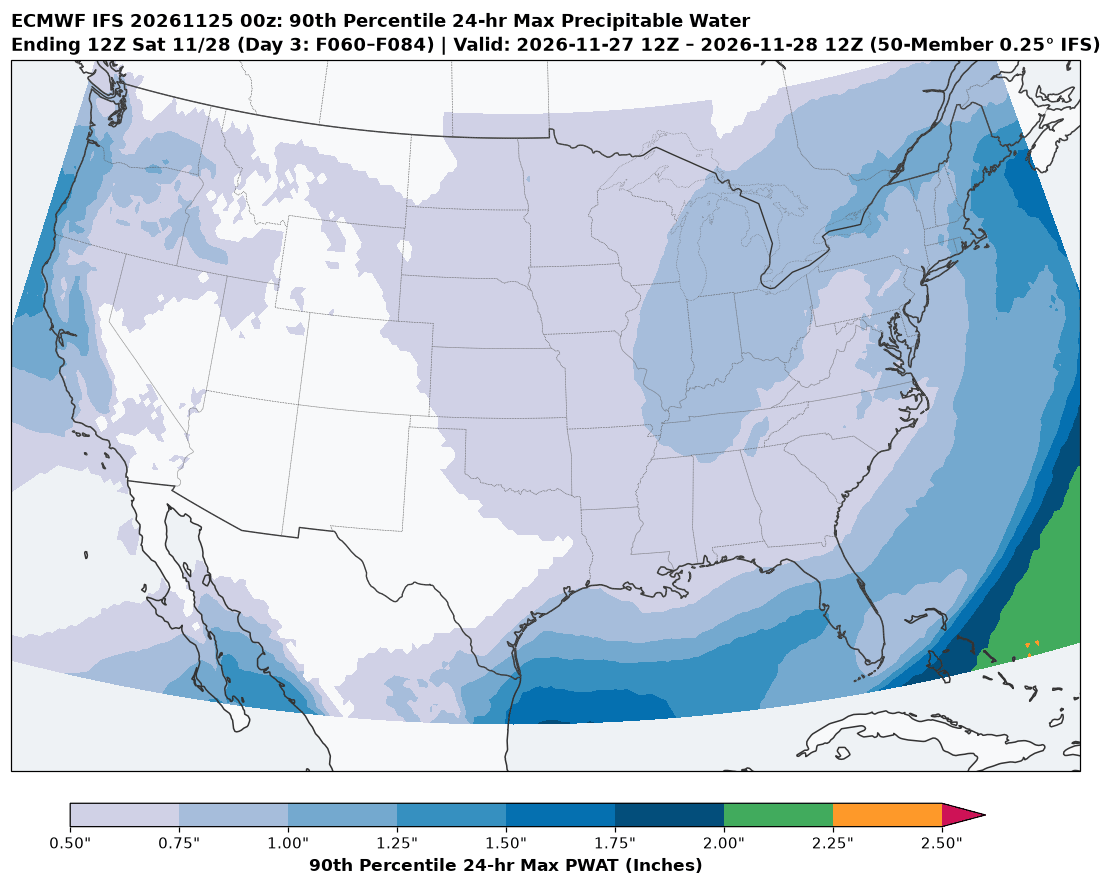 ECMWF IFS 20261125 00z: 90th Percentile 24-hr Max Precipitable Water
Ending 12Z Sat 11/28 (Day 3: F060–F084) | Valid: 2026-11-27 12Z – 2026-11-28 12Z (50-Member 0.25° IFS)
0.50" 0.75" 1.00" 1.25" 1.50" 1.75" 2.00" 2.25" 2.50"
90th Percentile 24-hr Max PWAT (Inches)